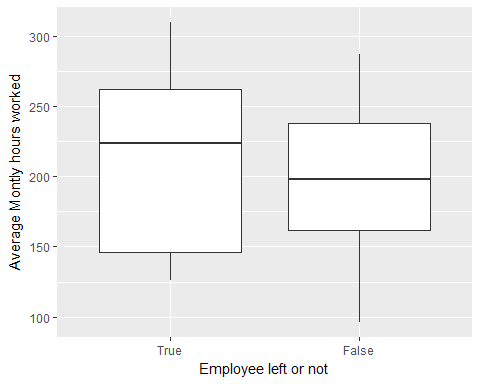 300
250
200
150
100
Average Montly hours worked
True
False
Employee left or not